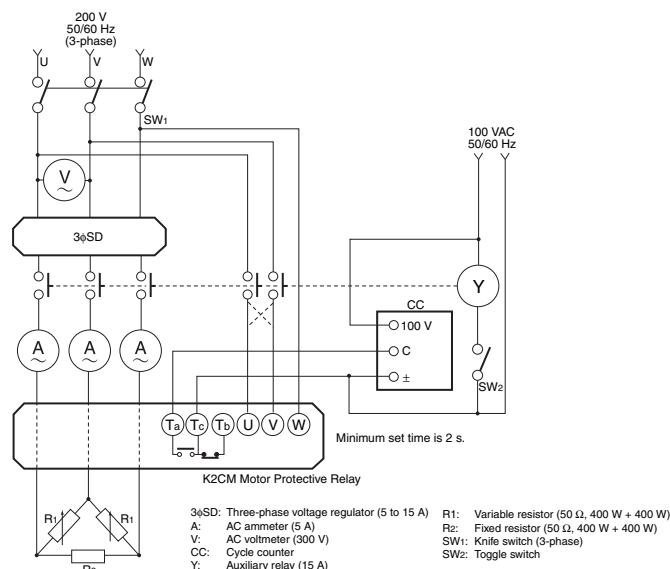 200 V
50/60 Hz
(3-phase)
U
V
W
SW1
100 VAC
50/60 Hz
V
3ϕSD
Y
CC
100 V
C
±
SW2
A
A
A
Ta
Tc
Tb
U
V
W
Minimum set time is 2 s.
K2CM Motor Protective Relay
R1
R1
R2
3ϕSD: Three-phase voltage regulator (5 to 15 A)
A: AC ammeter (5 A)
V: AC voltmeter (300 V)
CC: Cycle counter
Y: Auxiliary relay (15 A)
R1: Variable resistor (50 Ω, 400 W + 400 W)
R2: Fixed resistor (50 Ω, 400 W + 400 W)
SW1: Knife switch (3-phase)
SW2: Toggle switch